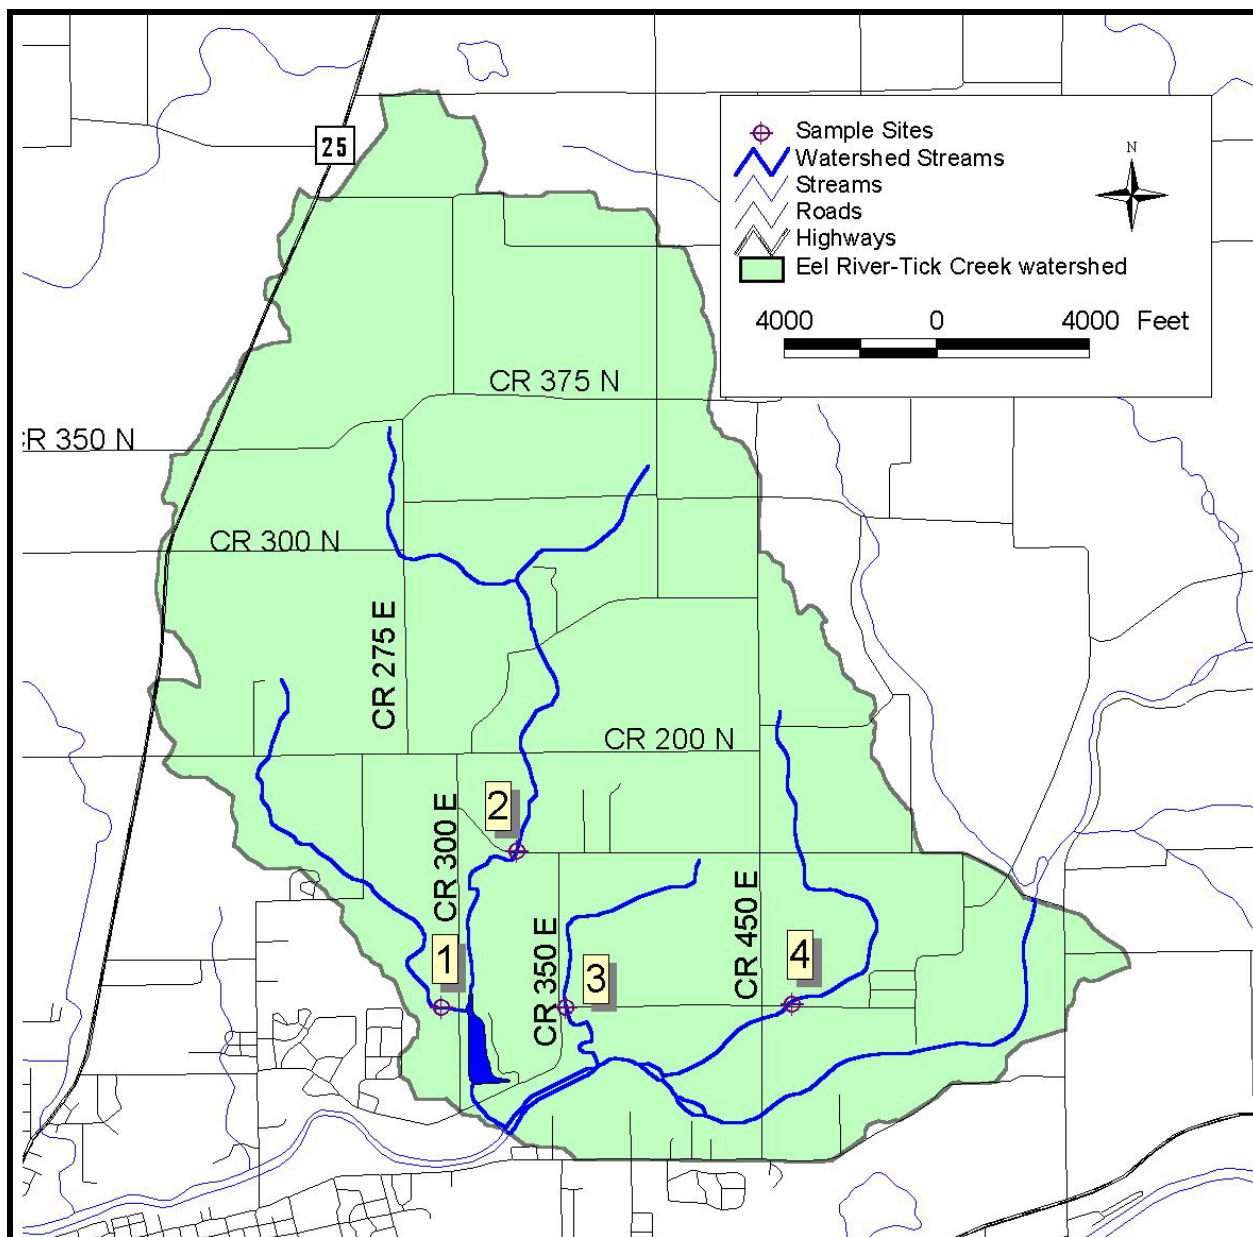 25
Sample Sites
Watershed Streams
Streams
Roads
Highways
Eel River-Tick Creek watershed
N
4000 0 4000 Feet
CR 375 N
CR 350 N
CR 300 N
CR 275 E
CR 200 N
2
CR 300 E
1
CR 350 E
3
CR 450 E
4